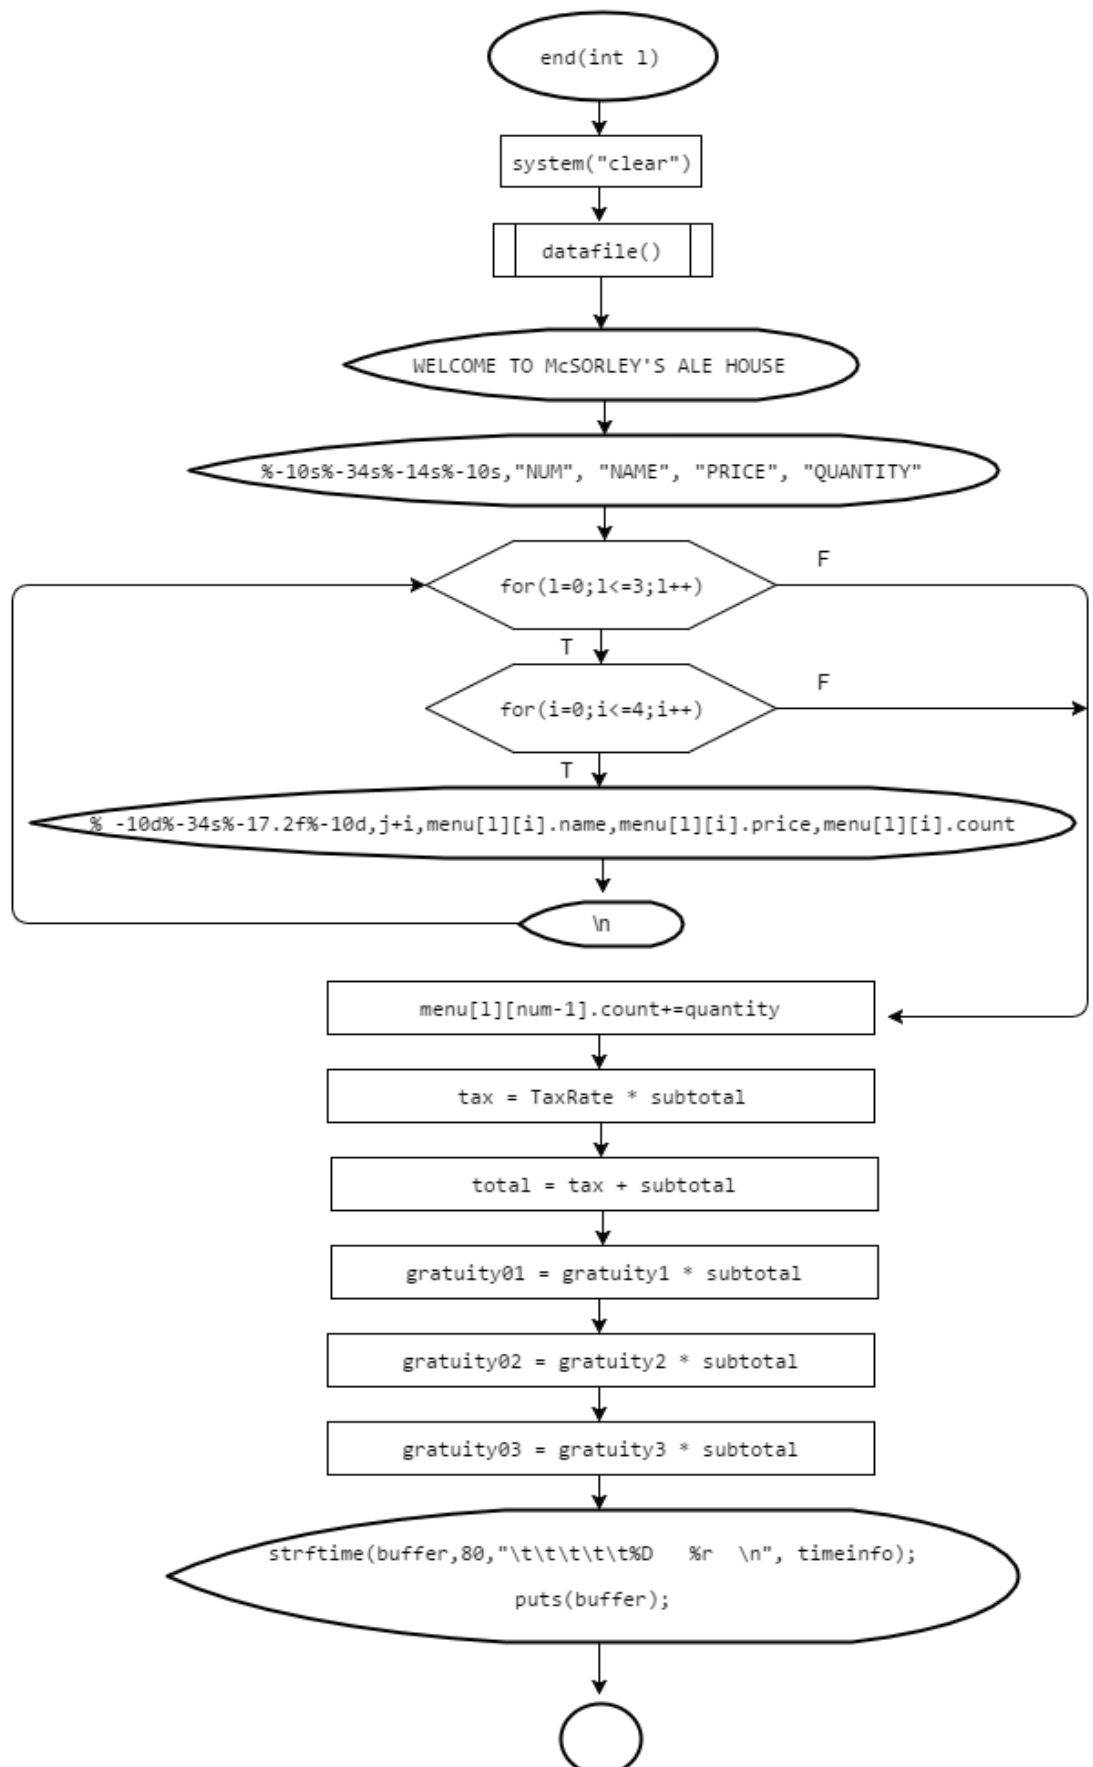 end(int l)
system("clear")
datafile()
WELCOME TO McSORLEY'S ALE HOUSE
%-10s%-34s%-14s%-10s,"NUM", "NAME", "PRICE", "QUANTITY"
F
for(l=0;l<=3;l++)
T
F
for(i=0;i<=4;i++)
T
% -10d%-34s%-17.2f%-10d,j+i,menu[l][i].name,menu[l][i].price,menu[l][i].count
\n
menu[l][num-1].count+=quantity
tax = TaxRate * subtotal
total = tax + subtotal
gratuity01 = gratuity1 * subtotal
gratuity02 = gratuity2 * subtotal
gratuity03 = gratuity3 * subtotal
strftime(buffer,80,"\t\t\t\t\t%D   %r  \n", timeinfo);
puts(buffer);